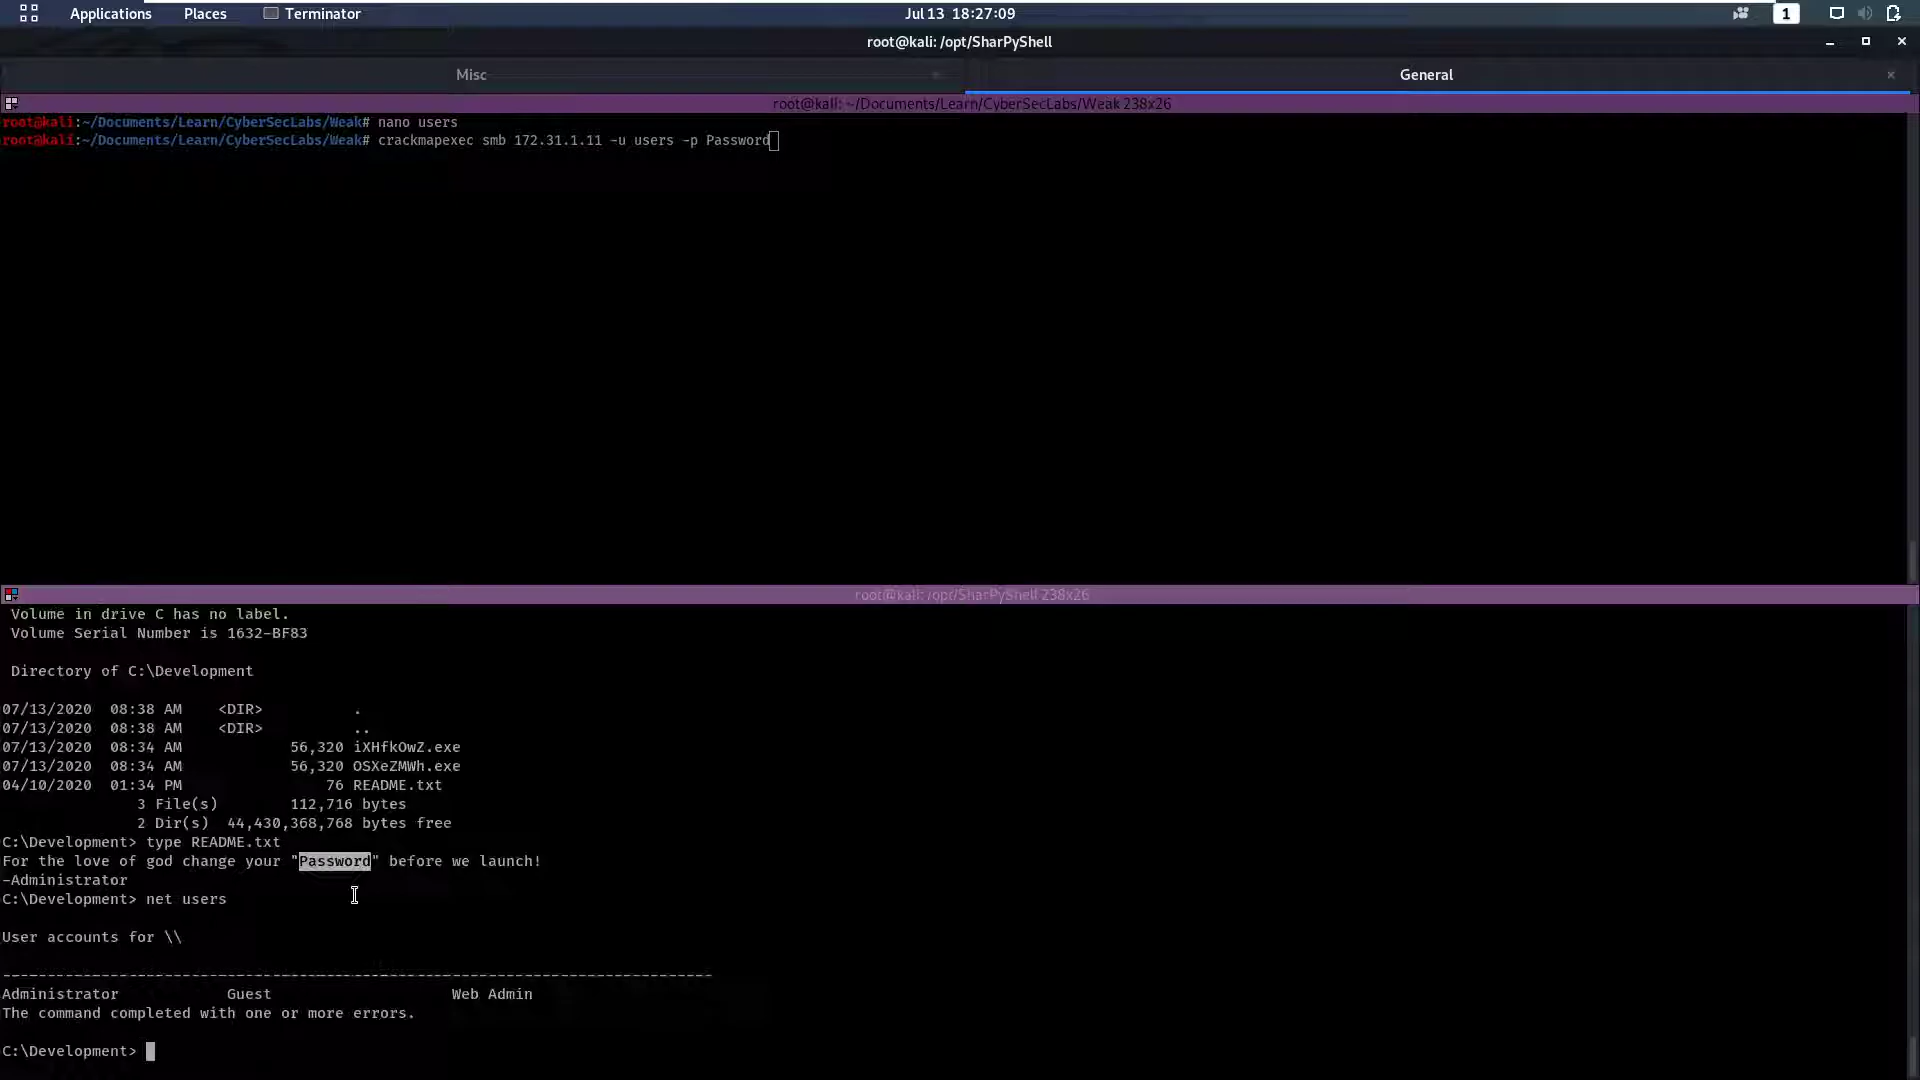 Applications Places Terminator Jul 13 18:27:09 1
root@kali: /opt/SharPyShell
Misc General
root@kali: ~/Documents/Learn/CyberSecLabs/Weak 238x26
root@kali:~/Documents/Learn/CyberSecLabs/Weak# nano users
root@kali:~/Documents/Learn/CyberSecLabs/Weak# crackmapexec smb 172.31.1.11 -u users -p Password
root@kali: /opt/SharPyShell 238x26
Volume in drive C has no label.
Volume Serial Number is 1632-BF83
Directory of C:\Development
07/13/2020 08:38 AM <DIR> .
07/13/2020 08:38 AM <DIR> ..
07/13/2020 08:34 AM 56,320 iXHfkOwZ.exe
07/13/2020 08:34 AM 56,320 OSXeZMWh.exe
04/10/2020 01:34 PM 76 README.txt
3 File(s) 112,716 bytes
2 Dir(s) 44,430,368,768 bytes free
C:\Development> type README.txt
For the love of god change your "Password" before we launch!
-Administrator
C:\Development> net users
User accounts for \\
-------------------------------------------------------------------------------
Administrator Guest Web Admin
The command completed with one or more errors.
C:\Development>